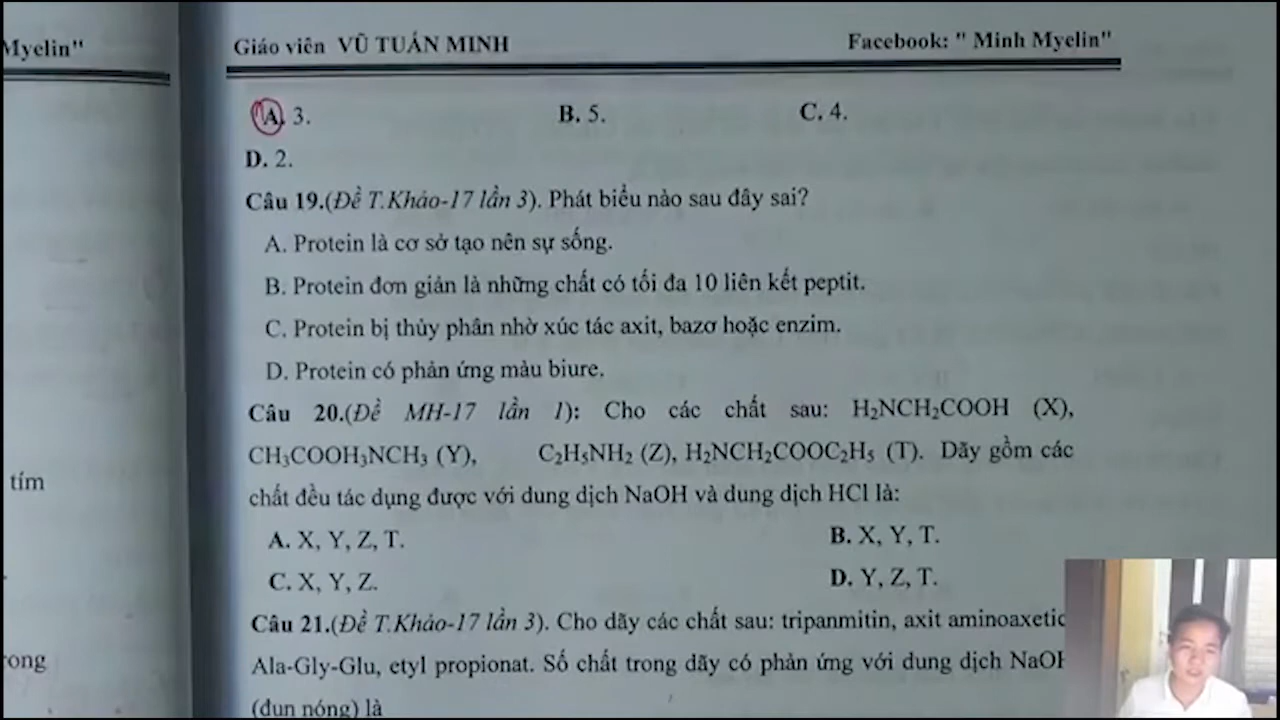 Myelin"
Giáo viên VŨ TUẤN MINH
Facebook: " Minh Myelin"
A. 3.
B. 5.
C. 4.
D. 2.
Câu 19.(Đề T.Khảo-17 lần 3). Phát biểu nào sau đây sai?
A. Protein là cơ sở tạo nên sự sống.
B. Protein đơn giản là những chất có tối đa 10 liên kết peptit.
C. Protein bị thủy phân nhờ xúc tác axit, bazơ hoặc enzim.
D. Protein có phản ứng màu biure.
Câu 20.(Đề MH-17 lần 1): Cho các chất sau: H₂NCH₂COOH (X),
CH₃COOH₃NCH₃ (Y), C₂H₅NH₂ (Z), H₂NCH₂COOC₂H₅ (T). Dãy gồm các
tím
chất đều tác dụng được với dung dịch NaOH và dung dịch HCl là:
A. X, Y, Z, T.
B. X, Y, T.
C. X, Y, Z.
D. Y, Z, T.
Câu 21.(Đề T.Khảo-17 lần 3). Cho dãy các chất sau: tripanmitin, axit aminoaxetic
rong
Ala-Gly-Glu, etyl propionat. Số chất trong dãy có phản ứng với dung dịch NaOH
(đun nóng) là